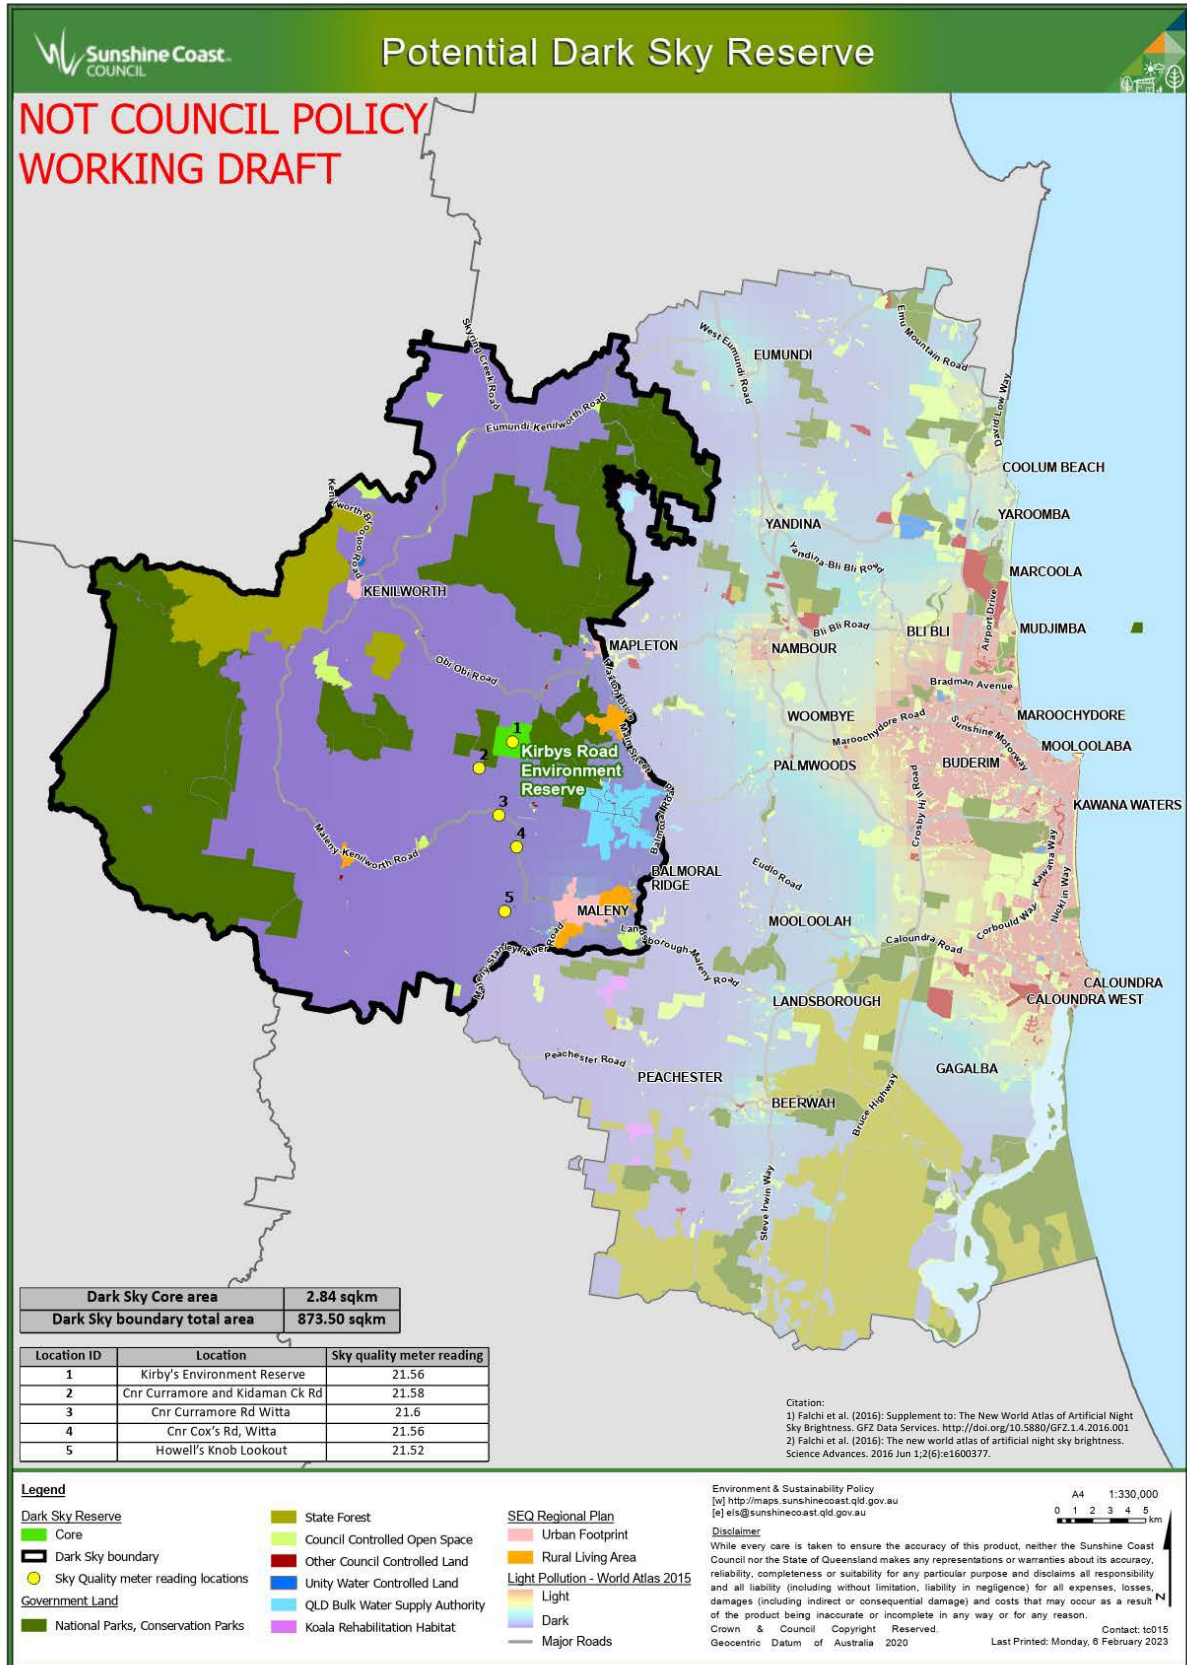 Sunshine Coast
COUNCIL
Potential Dark Sky Reserve
NOT COUNCIL POLICY
WORKING DRAFT
Skyring Creek Road
Eumundi-Kenilworth Road
West Eumundi Road
EUMUNDI
Emu Mountain Road
David Low Way
COOLUM BEACH
YAROOMBA
YANDINA
Yandina-Bli Bli Road
MARCOOLA
Kenilworth-Brooloo Road
KENILWORTH
MAPLETON
NAMBOUR
Bli Bli Road
BLI BLI
Airport Drive
MUDJIMBA
Obi Obi Road
Flaxton Drive
Main Street
Bradman Avenue
WOOMBYE
Maroochydore Road
Sunshine Motorway
MAROOCHYDORE
MOOLOOLABA
PALMWOODS
BUDERIM
1
Kirbys Road
Environment
Reserve
2
3
4
5
Crosby Hill Road
KAWANA WATERS
Maleny-Kenilworth Road
Balmoral Road
BALMORAL
RIDGE
Eudlo Road
Kawana Way
Nicklin Way
MALENY
MOOLOOLAH
Corbould Way
Caloundra Road
Maleny Stanley River Road
Landsborough-Maleny Road
LANDSBOROUGH
CALOUNDRA
CALOUNDRA WEST
Peachester Road
PEACHESTER
GAGALBA
BEERWAH
Bruce Highway
Steve Irwin Way
Dark Sky Core area 2.84 sqkm
Dark Sky boundary total area 873.50 sqkm
Location ID Location Sky quality meter reading
1 Kirby's Environment Reserve 21.56
2 Cnr Curramore and Kidaman Ck Rd 21.58
3 Cnr Curramore Rd Witta 21.6
4 Cnr Cox's Rd, Witta 21.56
5 Howell's Knob Lookout 21.52
Citation:
1) Falchi et al. (2016): Supplement to: The New World Atlas of Artificial Night
Sky Brightness. GFZ Data Services. http://doi.org/10.5880/GFZ.1.4.2016.001
2) Falchi et al. (2016): The new world atlas of artificial night sky brightness.
Science Advances. 2016 Jun 1;2(6):e1600377.
Legend
Dark Sky Reserve
Core
Dark Sky boundary
Sky Quality meter reading locations
Government Land
National Parks, Conservation Parks
State Forest
Council Controlled Open Space
Other Council Controlled Land
Unity Water Controlled Land
QLD Bulk Water Supply Authority
Koala Rehabilitation Habitat
SEQ Regional Plan
Urban Footprint
Rural Living Area
Light Pollution - World Atlas 2015
Light
Dark
Major Roads
Environment & Sustainability Policy
[w] http://maps.sunshinecoast.qld.gov.au
[e] els@sunshinecoast.qld.gov.au
A4 1:330,000
0 1 2 3 4 5
km
N
Disclaimer
While every care is taken to ensure the accuracy of this product, neither the Sunshine Coast
Council nor the State of Queensland makes any representations or warranties about its accuracy,
reliability, completeness or suitability for any particular purpose and disclaims all responsibility
and all liability (including without limitation, liability in negligence) for all expenses, losses,
damages (including indirect or consequential damage) and costs that may occur as a result
of the product being inaccurate or incomplete in any way or for any reason.
Crown & Council Copyright Reserved.
Geocentric Datum of Australia 2020
Contact: tc015
Last Printed: Monday, 6 February 2023